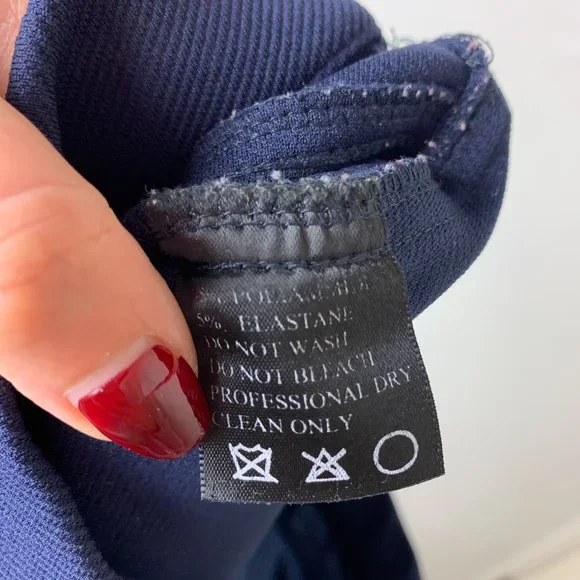 5% ELASTANE
DO NOT WASH
DO NOT BLEACH
PROFESSIONAL DRY
CLEAN ONLY